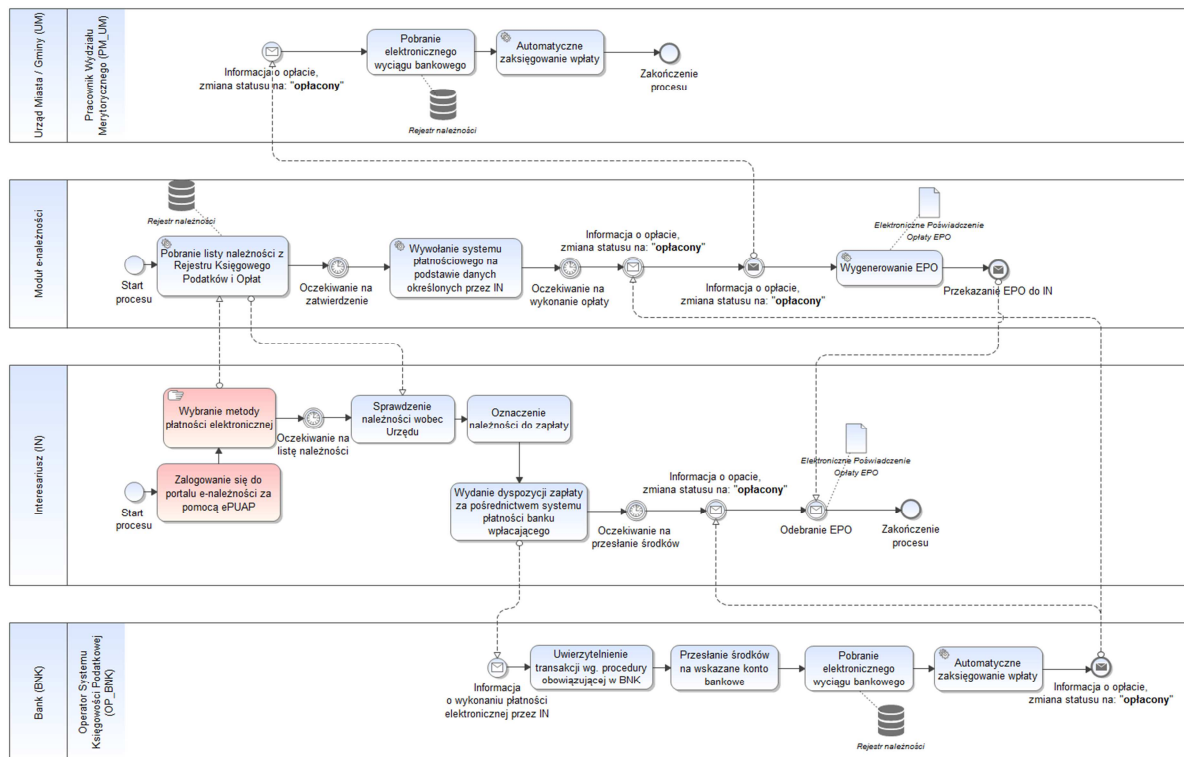 Urząd Miasta / Gminy (UM)
Pracownik Wydziału
Merytorycznego (PM_UM)
Informacja o opłacie,
zmiana statusu na: "opłacony"
Pobranie
elektronicznego
wyciągu bankowego
Rejestr należności
Automatyczne
zaksięgowanie wpłaty
Zakończenie
procesu
Moduł e-należności
Start
procesu
Rejestr należności
Pobranie listy należności z
Rejestru Księgowego
Podatków i Opłat
Oczekiwanie na
zatwierdzenie
Wywołanie systemu
płatnościowego na
podstawie danych
określonych przez IN
Oczekiwanie na
wykonanie opłaty
Informacja o opłacie,
zmiana statusu na: "opłacony"
Informacja o opłacie,
zmiana statusu na: "opłacony"
Elektroniczne Poświadczenie
Opłaty EPO
Wygenerowanie EPO
Przekazanie EPO do IN
Interesariusz (IN)
Start
procesu
Wybranie metody
płatności elektronicznej
Zalogowanie się do
portalu e-należności za
pomocą ePUAP
Oczekiwanie na
listę należności
Sprawdzenie
należności wobec
Urzędu
Oznaczenie
należności do zapłaty
Wydanie dyspozycji zapłaty
za pośrednictwem systemu
płatności banku
wpłacającego
Oczekiwanie na
przesłanie środków
Informacja o opacie,
zmiana statusu na: "opłacony"
Elektroniczne Poświadczenie
Opłaty EPO
Odebranie EPO
Zakończenie
procesu
Bank (BNK)
Operator Systemu
Księgowości Podatkowej
(OP_BNK)
Informacja
o wykonaniu płatności
elektronicznej przez IN
Uwierzytelnienie
transakcji wg. procedury
obowiązującej w BNK
Przesłanie środków
na wskazane konto
bankowe
Pobranie
elektronicznego
wyciągu bankowego
Rejestr należności
Automatyczne
zaksięgowanie wpłaty
Informacja o opłacie,
zmiana statusu na: "opłacony"